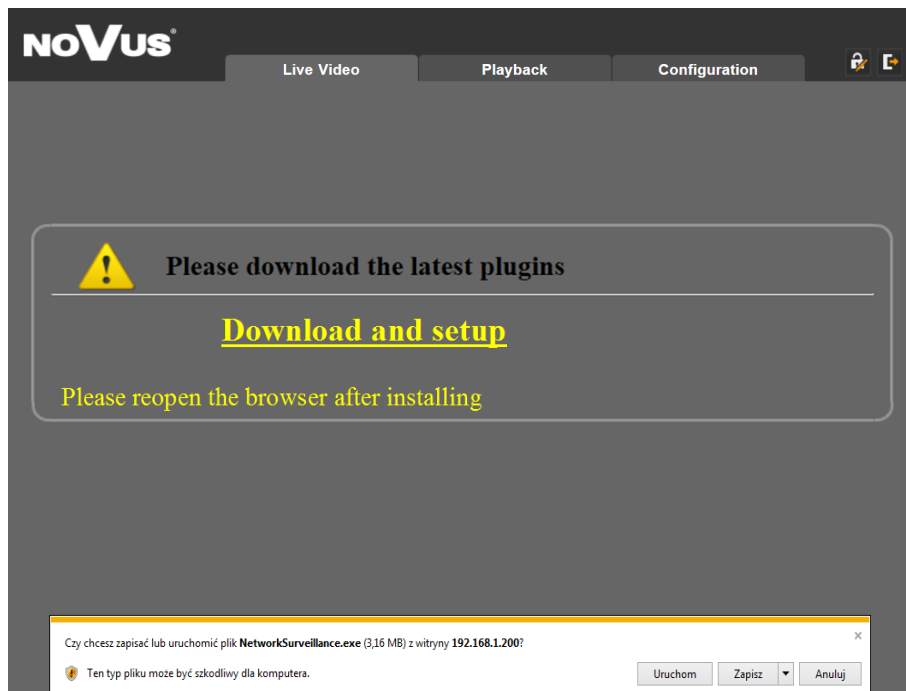 NOVUS®
Live Video Playback Configuration
Please download the latest plugins
Download and setup
Please reopen the browser after installing
Czy chcesz zapisać lub uruchomić plik NetworkSurveillance.exe (3,16 MB) z witryny 192.168.1.200?
Ten typ pliku może być szkodliwy dla komputera.
Uruchom Zapisz Anuluj